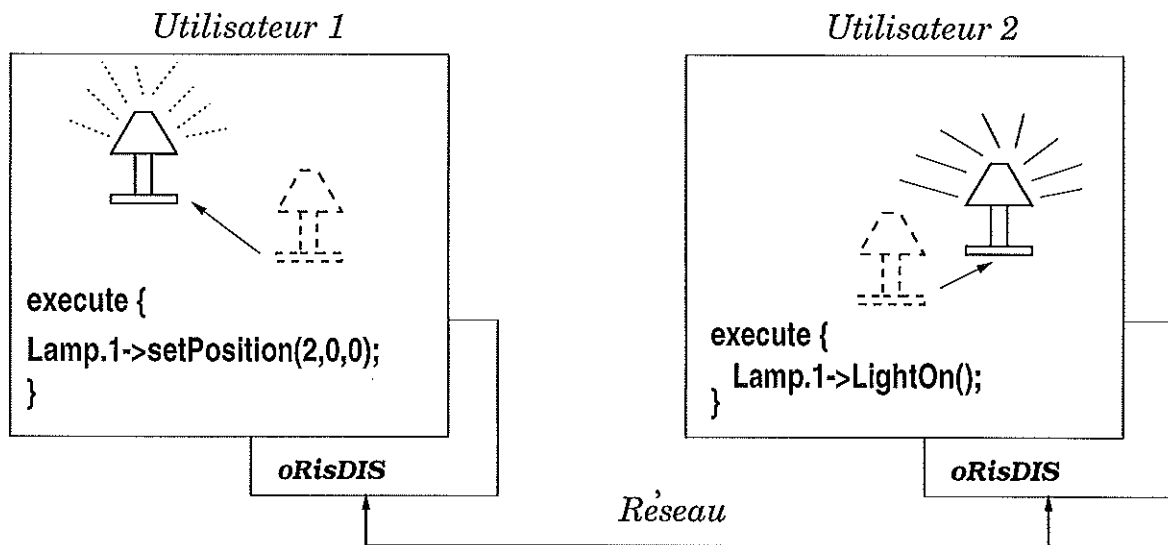 Utilisateur 1
execute {
Lamp.1->setPosition(2,0,0);
}
oRisDIS
Utilisateur 2
execute {
Lamp.1->LightOn();
}
oRisDIS
Réseau